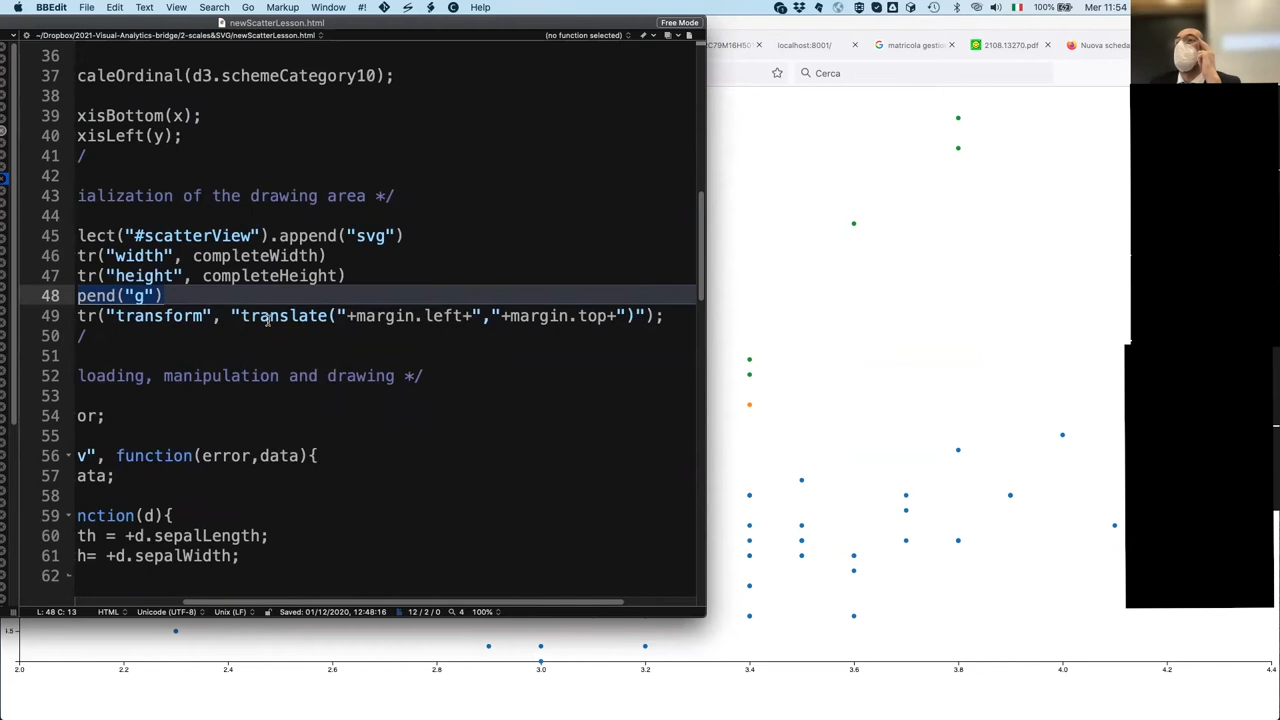 BBEdit File Edit Text View Search Go Markup Window #! Help 100% Mer 11:54
newScatterLesson.html
Free Mode
~/Dropbox/2021-Visual-Analytics-bridge/2-scales&SVG/newScatterLesson.html (no function selected)
C79M16H50 localhost:8001/ matricola gestio 2108.13270.pdf Nuova scheda
Cerca
36
37 caleOrdinal(d3.schemeCategory10);
38
39 xisBottom(x);
40 xisLeft(y);
41 /
42
43 ialization of the drawing area */
44
45 lect("#scatterView").append("svg")
46 tr("width", completeWidth)
47 tr("height", completeHeight)
48 pend("g")
49 tr("transform", "translate("+margin.left+","+margin.top+")");
50 /
51
52 loading, manipulation and drawing */
53
54 or;
55
56 v", function(error,data){
57 ata;
58
59 nction(d){
60 th = +d.sepalLength;
61 h= +d.sepalWidth;
62
L: 48 C: 13 HTML Unicode (UTF-8) Unix (LF) Saved: 01/12/2020, 12:48:16 12 / 2 / 0 4 100%
2.0 2.2 2.4 2.6 2.8 3.0 3.2 3.4 3.6 3.8 4.0 4.2 4.4